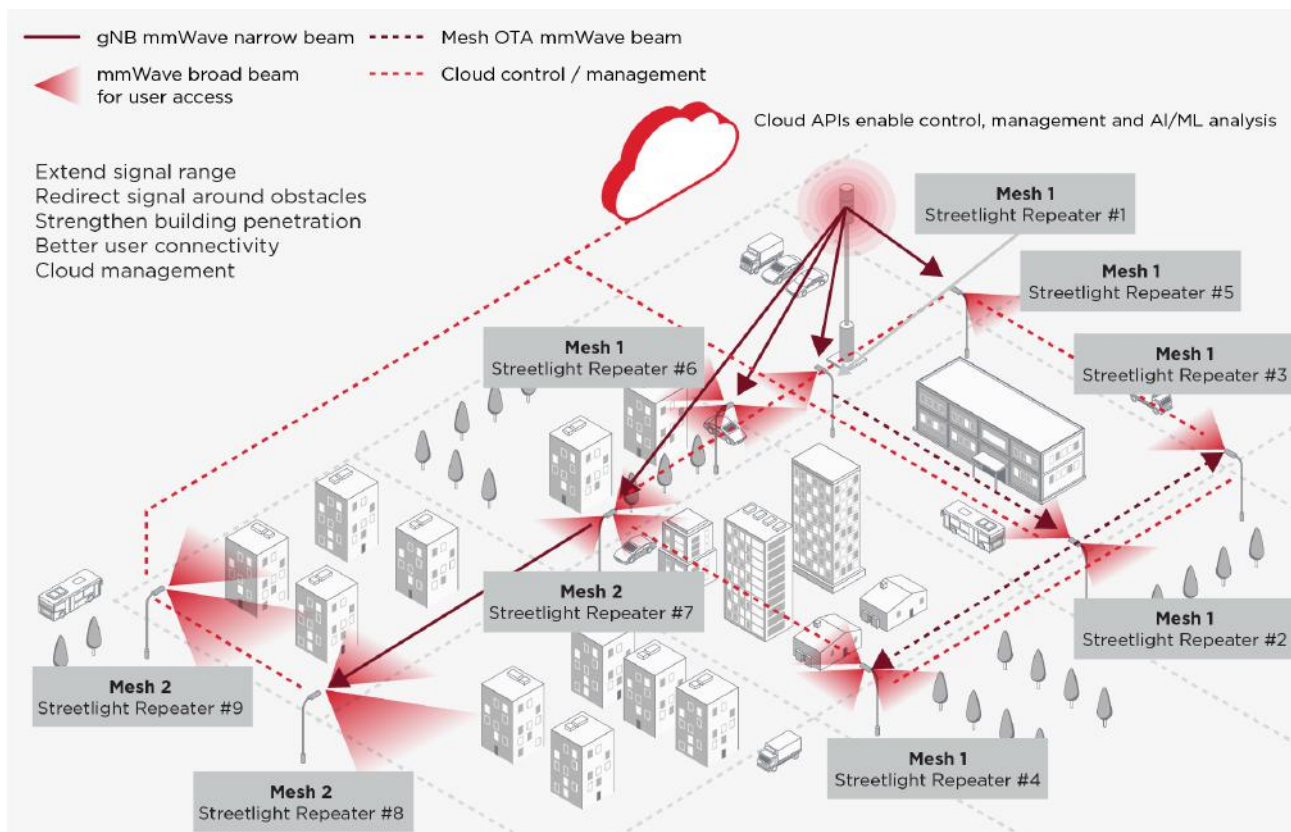 gNB mmWave narrow beam
Mesh OTA mmWave beam
mmWave broad beam
for user access
Cloud control / management
Cloud APIs enable control, management and AI/ML analysis
Extend signal range
Redirect signal around obstacles
Strengthen building penetration
Better user connectivity
Cloud management
Mesh 1
Streetlight Repeater #1
Mesh 1
Streetlight Repeater #5
Mesh 1
Streetlight Repeater #6
Mesh 1
Streetlight Repeater #3
Mesh 2
Streetlight Repeater #7
Mesh 1
Streetlight Repeater #2
Mesh 2
Streetlight Repeater #9
Mesh 1
Streetlight Repeater #4
Mesh 2
Streetlight Repeater #8